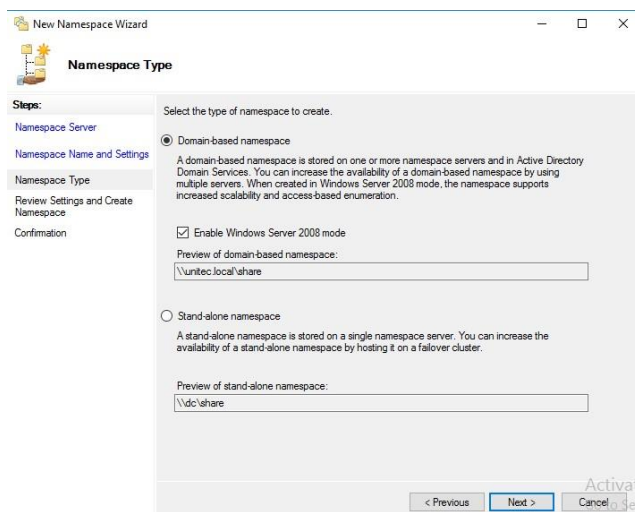 New Namespace Wizard
Namespace Type
Steps:
Namespace Server
Namespace Name and Settings
Namespace Type
Review Settings and Create
Namespace
Confirmation
Select the type of namespace to create.
Domain-based namespace
A domain-based namespace is stored on one or more namespace servers and in Active Directory
Domain Services. You can increase the availability of a domain-based namespace by using
multiple servers. When created in Windows Server 2008 mode, the namespace supports
increased scalability and access-based enumeration.
Enable Windows Server 2008 mode
Preview of domain-based namespace:
\\unitec.local\share
Stand-alone namespace
A stand-alone namespace is stored on a single namespace server. You can increase the
availability of a stand-alone namespace by hosting it on a failover cluster.
Preview of stand-alone namespace:
\\dc\share
Activa
< Previous
Next >
Cancel